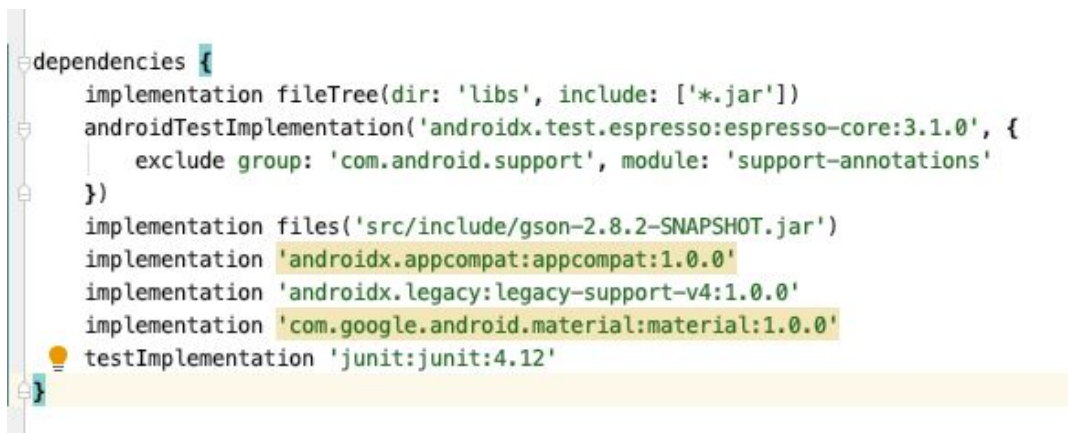 dependencies {
    implementation fileTree(dir: 'libs', include: ['*.jar'])
    androidTestImplementation('androidx.test.espresso:espresso-core:3.1.0', {
        exclude group: 'com.android.support', module: 'support-annotations'
    })
    implementation files('src/include/gson-2.8.2-SNAPSHOT.jar')
    implementation 'androidx.appcompat:appcompat:1.0.0'
    implementation 'androidx.legacy:legacy-support-v4:1.0.0'
    implementation 'com.google.android.material:material:1.0.0'
    testImplementation 'junit:junit:4.12'
}